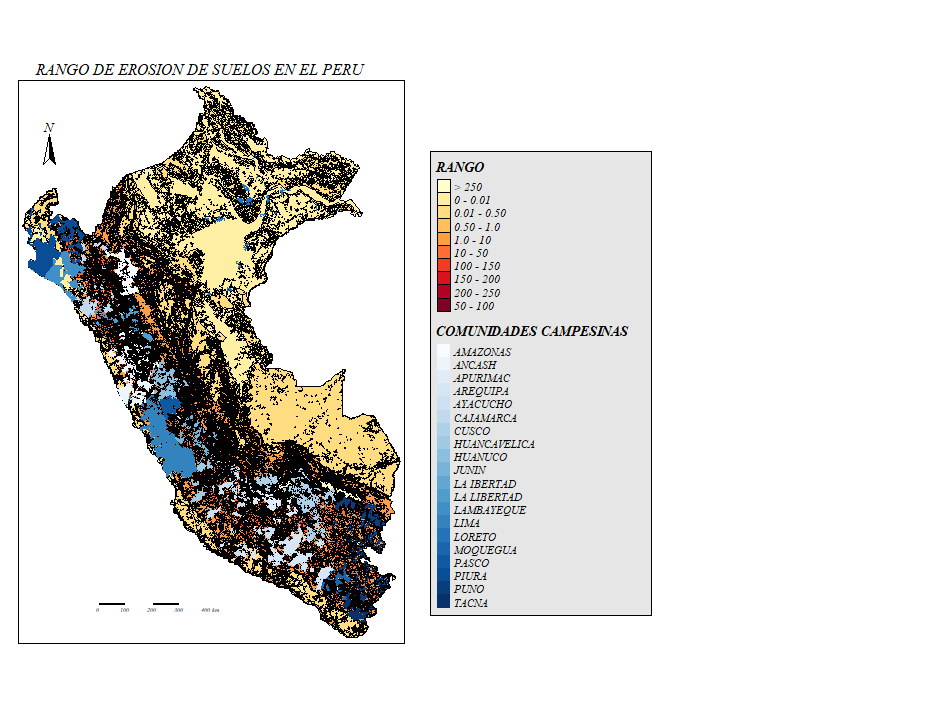 RANGO DE EROSION DE SUELOS EN EL PERU
N
0 100 200 300 400 km
RANGO
> 250
0 - 0.01
0.01 - 0.50
0.50 - 1.0
1.0 - 10
10 - 50
100 - 150
150 - 200
200 - 250
50 - 100
COMUNIDADES CAMPESINAS
AMAZONAS
ANCASH
APURIMAC
AREQUIPA
AYACUCHO
CAJAMARCA
CUSCO
HUANCAVELICA
HUANUCO
JUNIN
LA IBERTAD
LA LIBERTAD
LAMBAYEQUE
LIMA
LORETO
MOQUEGUA
PASCO
PIURA
PUNO
TACNA